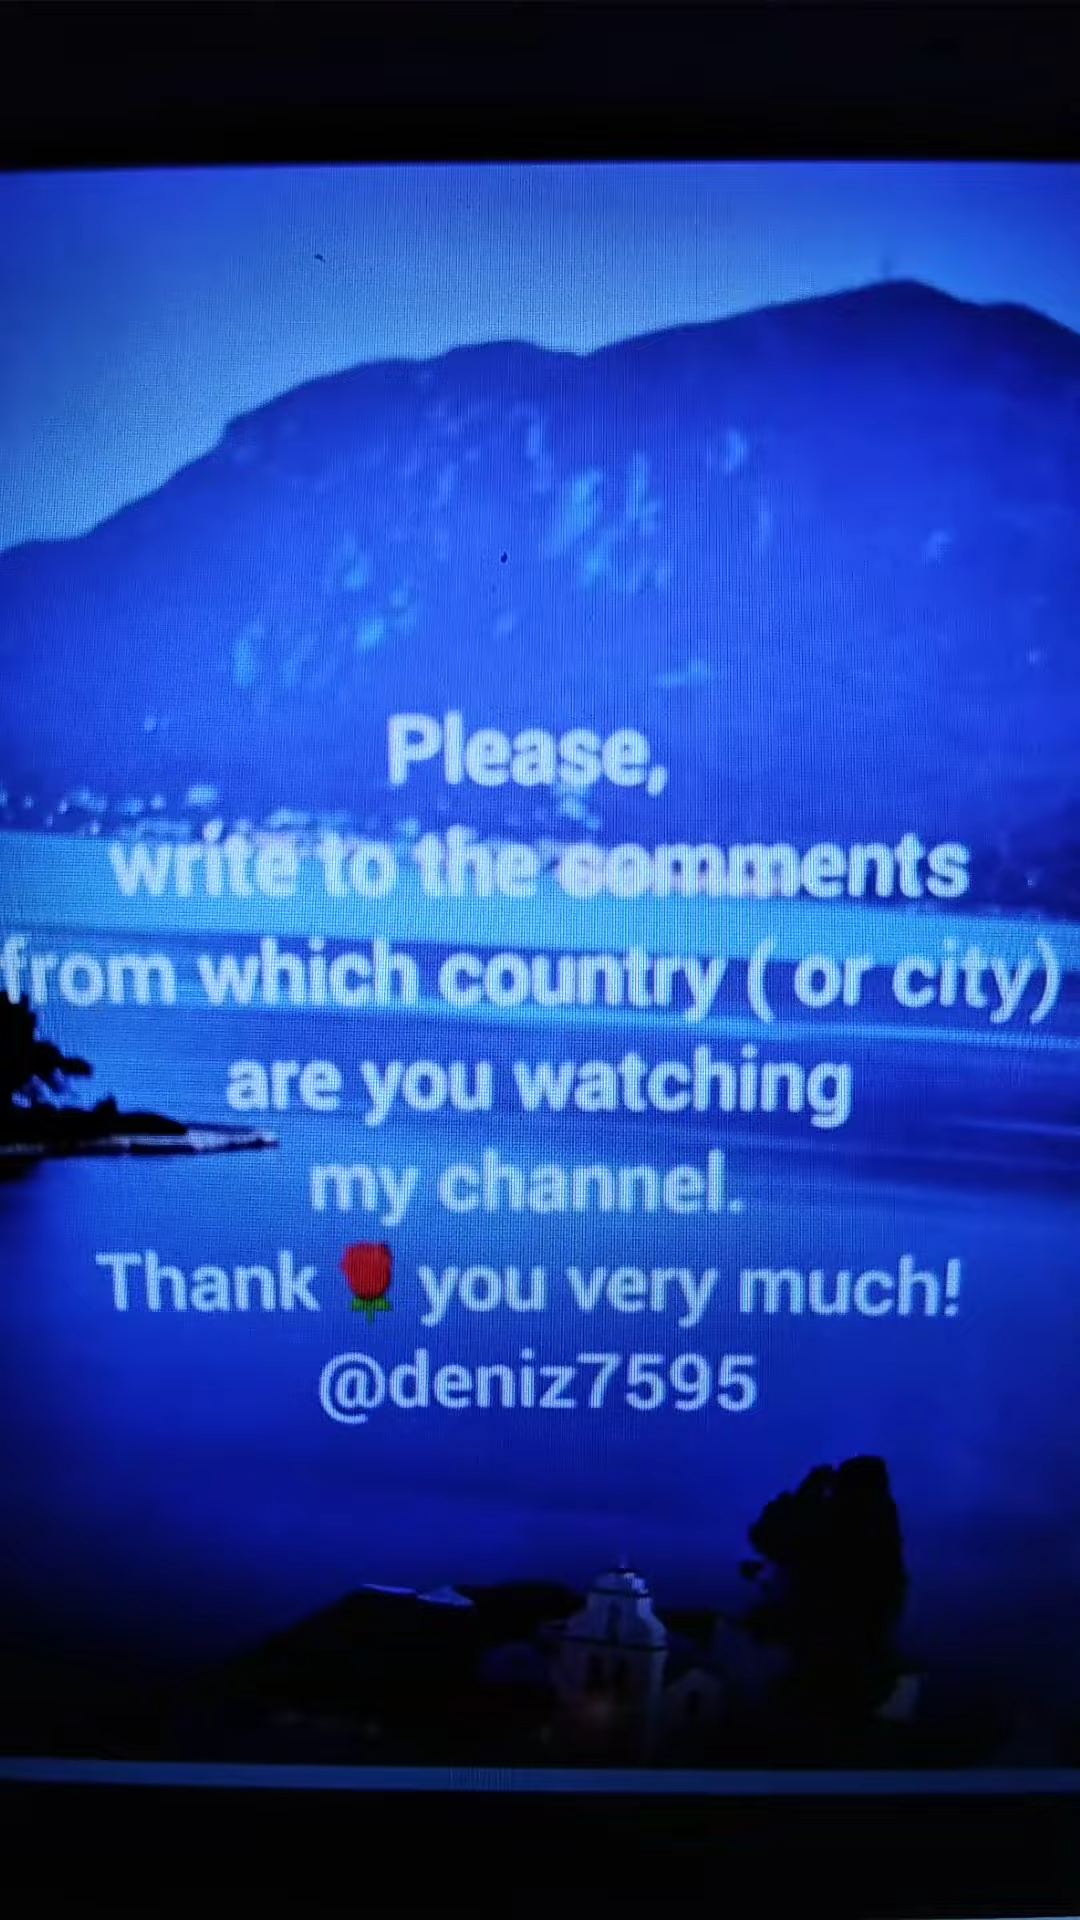 Please,
write to the comments
from which country ( or city)
are you watching
my channel.
Thank 🌹 you very much!
@deniz7595